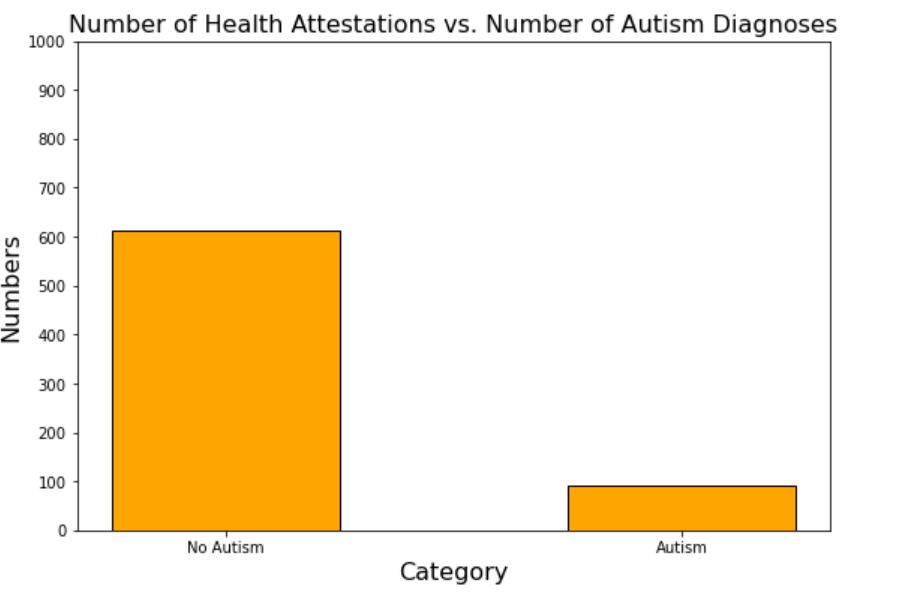 Number of Health Attestations vs. Number of Autism Diagnoses
1000
900
800
700
600
500
400
300
200
100
0
Numbers
No Autism
Autism
Category